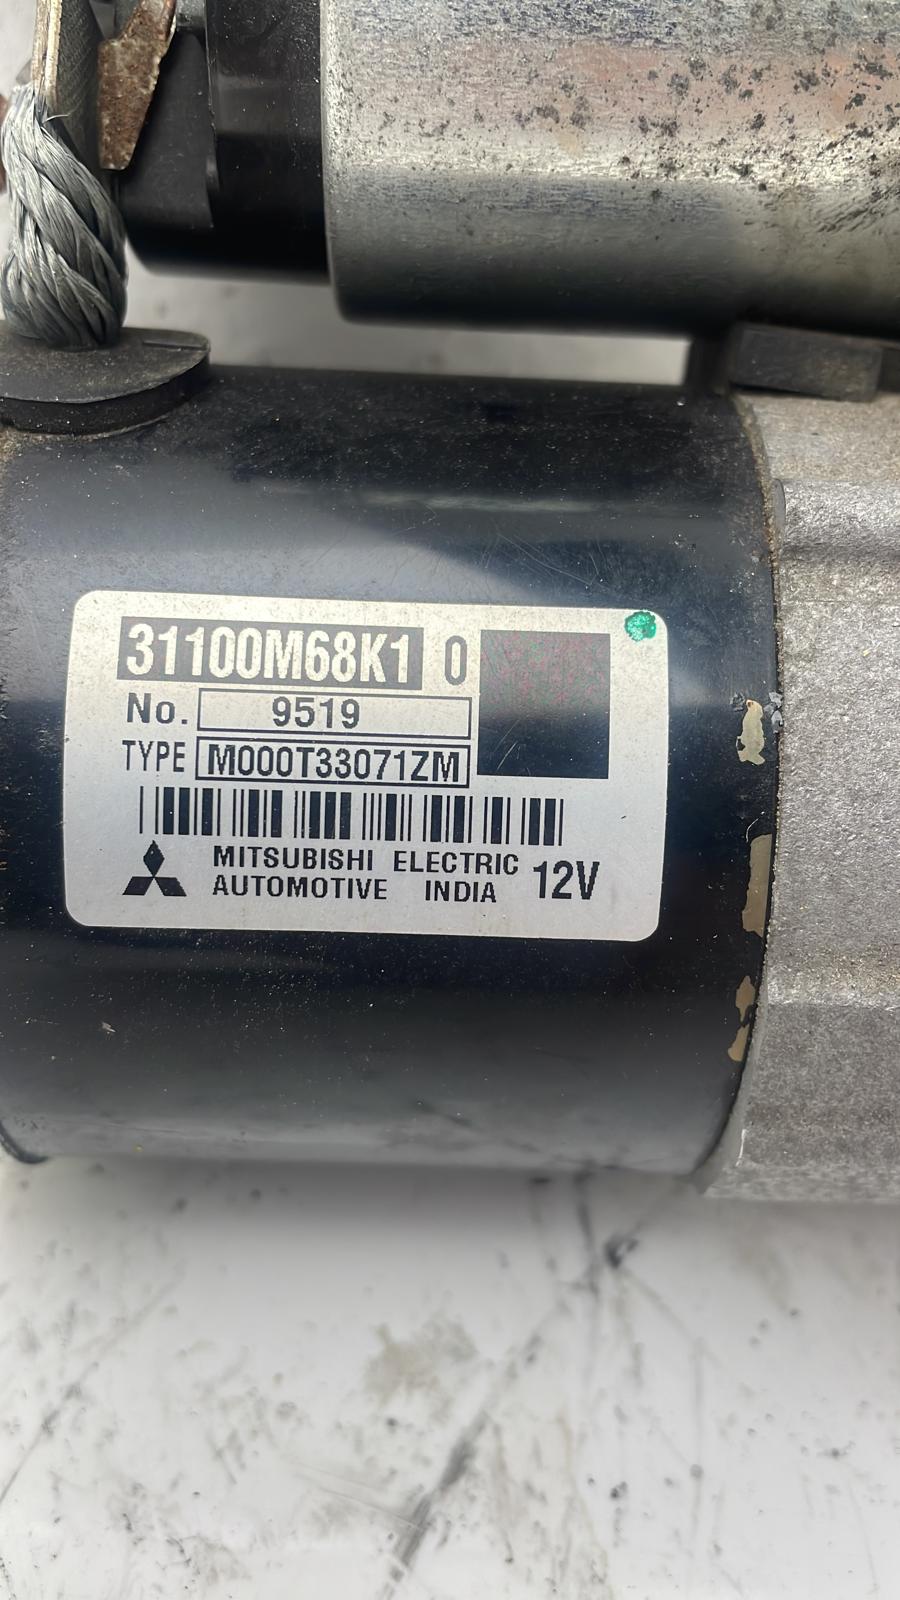 31100M68K1 0
No. 9519
TYPE M000T33071ZM
MITSUBISHI ELECTRIC
AUTOMOTIVE INDIA 12V